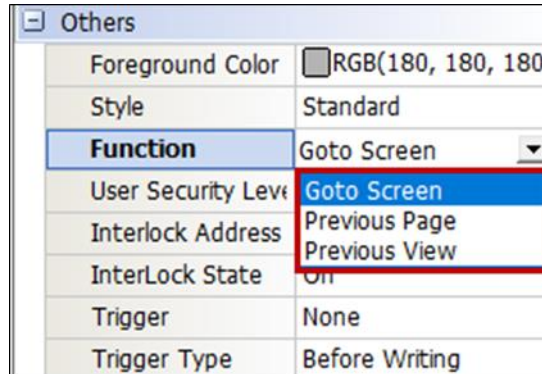 Others
Foreground Color RGB(180, 180, 180
Style Standard
Function Goto Screen
User Security Leve Goto Screen
Previous Page
Interlock Address
Previous View
InterLock State On
Trigger None
Trigger Type Before Writing